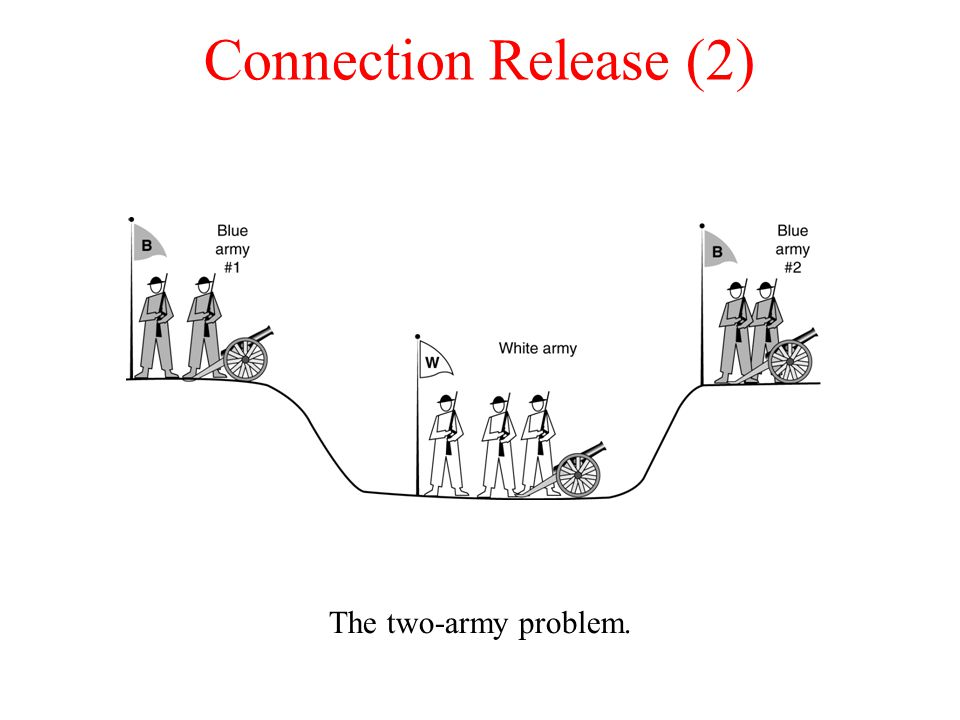 Connection Release (2)
B
Blue
army
#1
B
Blue
army
#2
W
White army
The two-army problem.